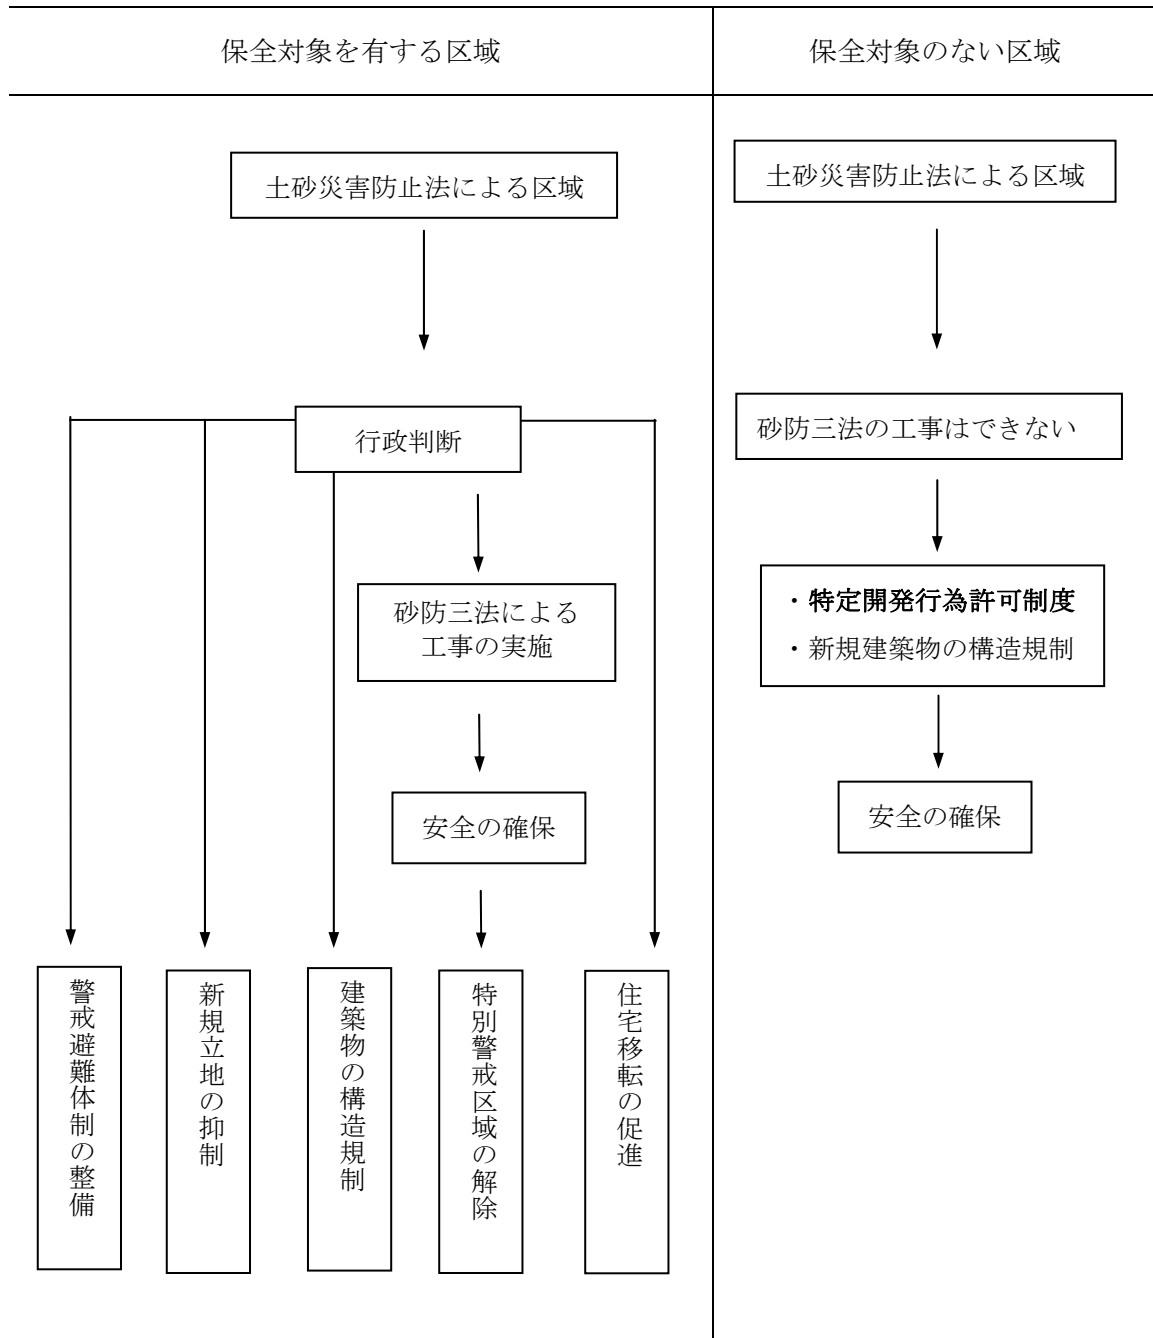 保全対象を有する区域
保全対象のない区域
土砂災害防止法による区域
行政判断
砂防三法による
工事の実施
安全の確保
警戒避難体制の整備
新規立地の抑制
建築物の構造規制
特別警戒区域の解除
住宅移転の促進
土砂災害防止法による区域
砂防三法の工事はできない
・特定開発行為許可制度
・新規建築物の構造規制
安全の確保